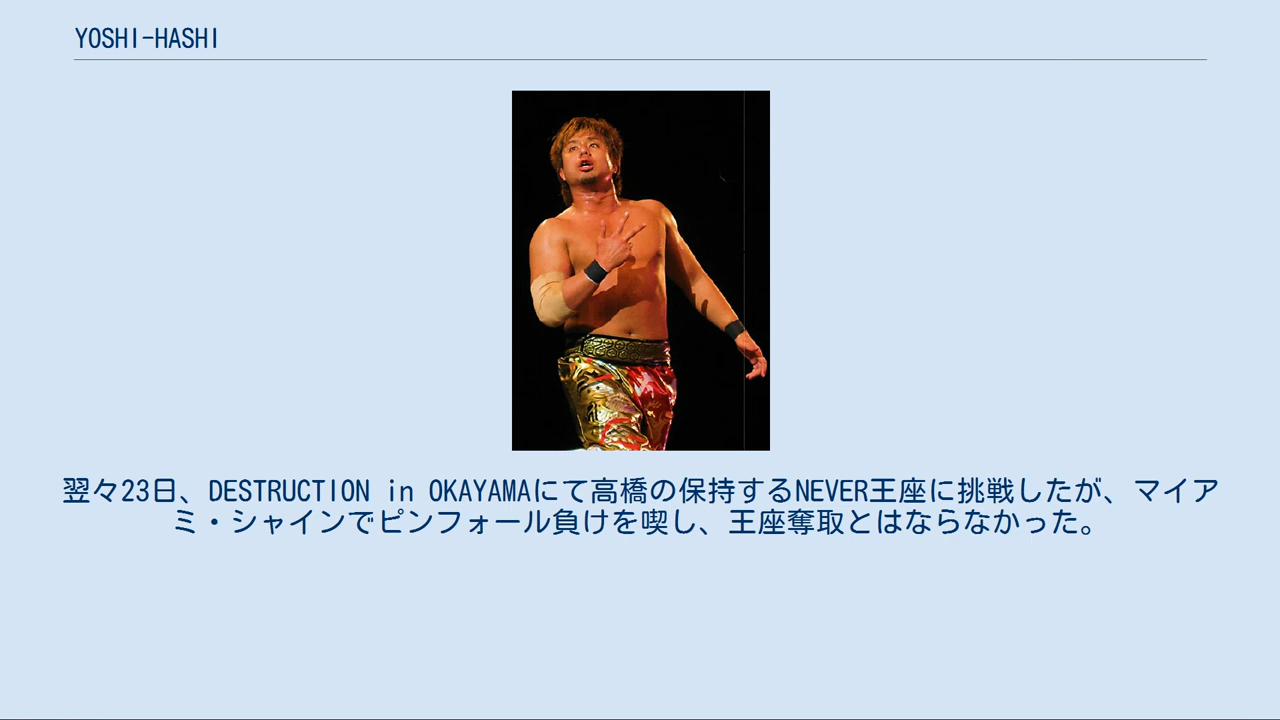 YOSHI-HASHI
翌々23日、DESTRUCTION in OKAYAMAにて高橋の保持するNEVER王座に挑戦したが、マイア
ミ・シャインでピンフォール負けを喫し、王座奪取とはならなかった。